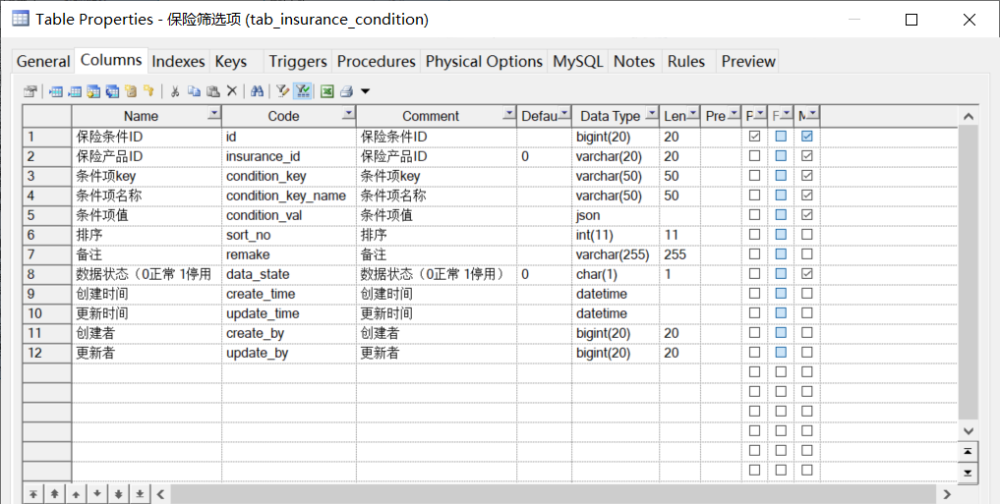 Table Properties - 保险筛选项 (tab_insurance_condition)
General Columns Indexes Keys Triggers Procedures Physical Options MySQL Notes Rules Preview
Name Code Comment Defau Data Type Len Pre P F M
1 保险条件ID id 保险条件ID bigint(20) 20
2 保险产品ID insurance_id 保险产品ID 0 varchar(20) 20
3 条件项key condition_key 条件项key varchar(50) 50
4 条件项名称 condition_key_name 条件项名称 varchar(50) 50
5 条件项值 condition_val 条件项值 json
6 排序 sort_no 排序 int(11) 11
7 备注 remake 备注 varchar(255) 255
8 数据状态（0正常 1停用 data_state 数据状态（0正常 1停用） 0 char(1) 1
9 创建时间 create_time 创建时间 datetime
10 更新时间 update_time 更新时间 datetime
11 创建者 create_by 创建者 bigint(20) 20
12 更新者 update_by 更新者 bigint(20) 20